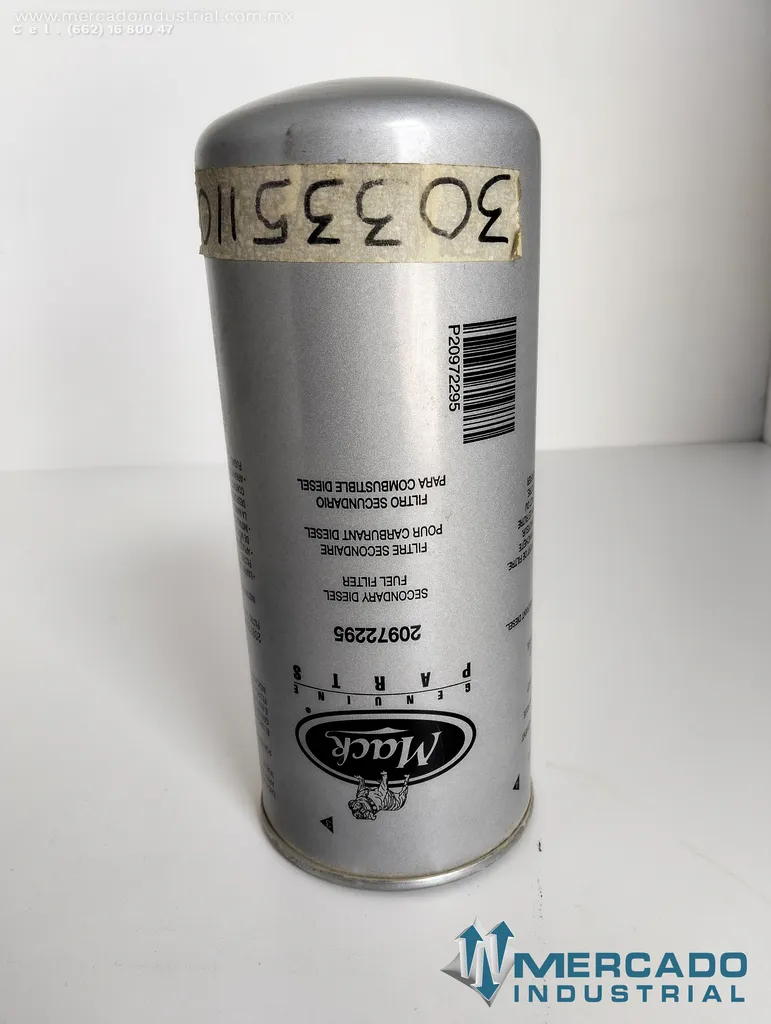 www.mercadoindustrial.com.mx
Cel. (662) 16 800 47
30335110
P20972295
Mack
®
GENUINE
PARTS
20972295
SECONDARY DIESEL
FUEL FILTER
FILTRE SECONDAIRE
POUR CARBURANT DIESEL
FILTRO SECUNDARIO
PARA COMBUSTIBLE DIESEL
MERCADO
INDUSTRIAL